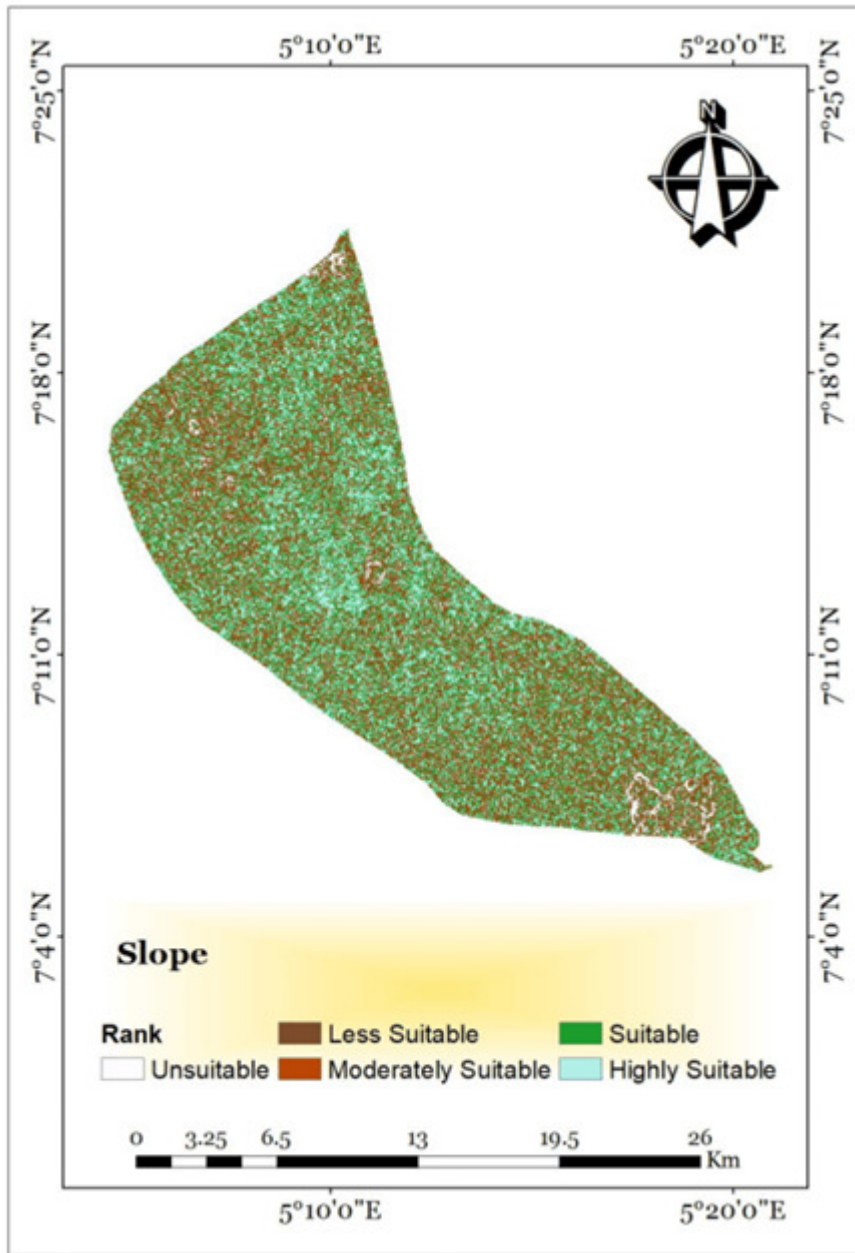 5°10'0"E 5°20'0"E
7°25'0"N 7°25'0"N
N
7°18'0"N 7°18'0"N
7°11'0"N 7°11'0"N
7°4'0"N 7°4'0"N
Slope
Rank Less Suitable Suitable
Unsuitable Moderately Suitable Highly Suitable
0 3.25 6.5 13 19.5 26
Km
5°10'0"E 5°20'0"E